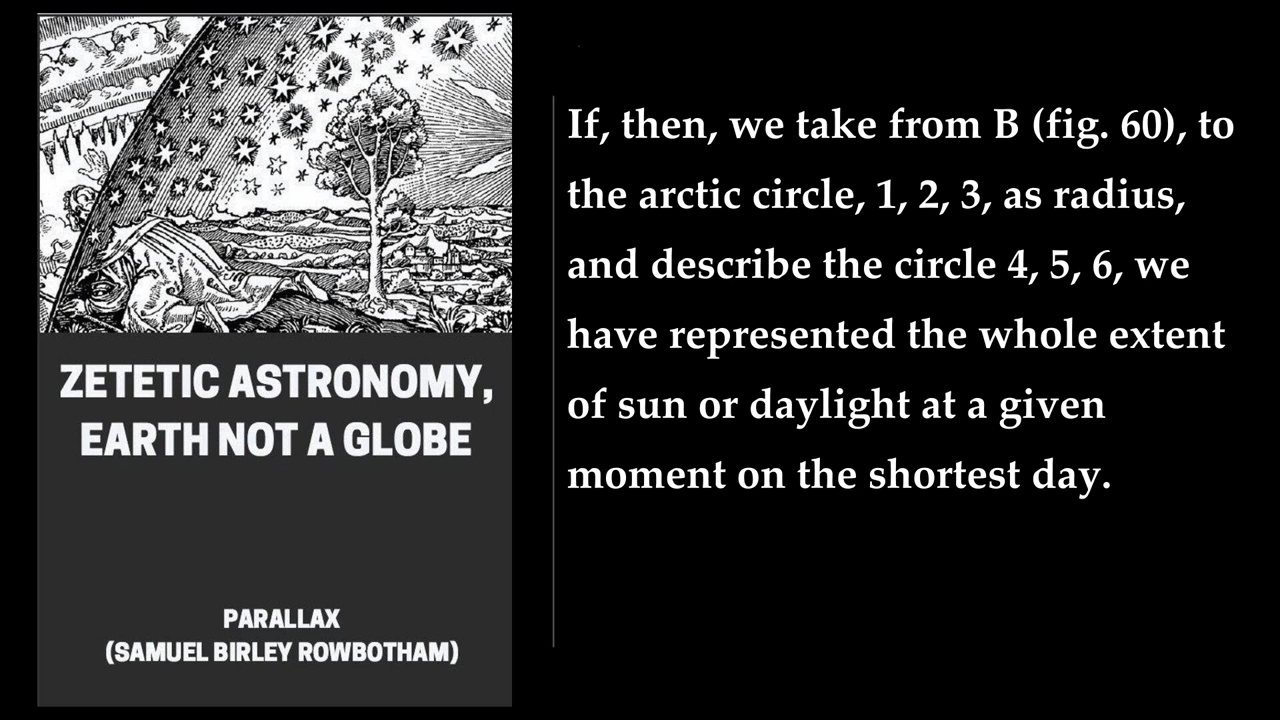 ZETETIC ASTRONOMY,
EARTH NOT A GLOBE
PARALLAX
(SAMUEL BIRLEY ROWBOTHAM)
If, then, we take from B (fig. 60), to
the arctic circle, 1, 2, 3, as radius,
and describe the circle 4, 5, 6, we
have represented the whole extent
of sun or daylight at a given
moment on the shortest day.